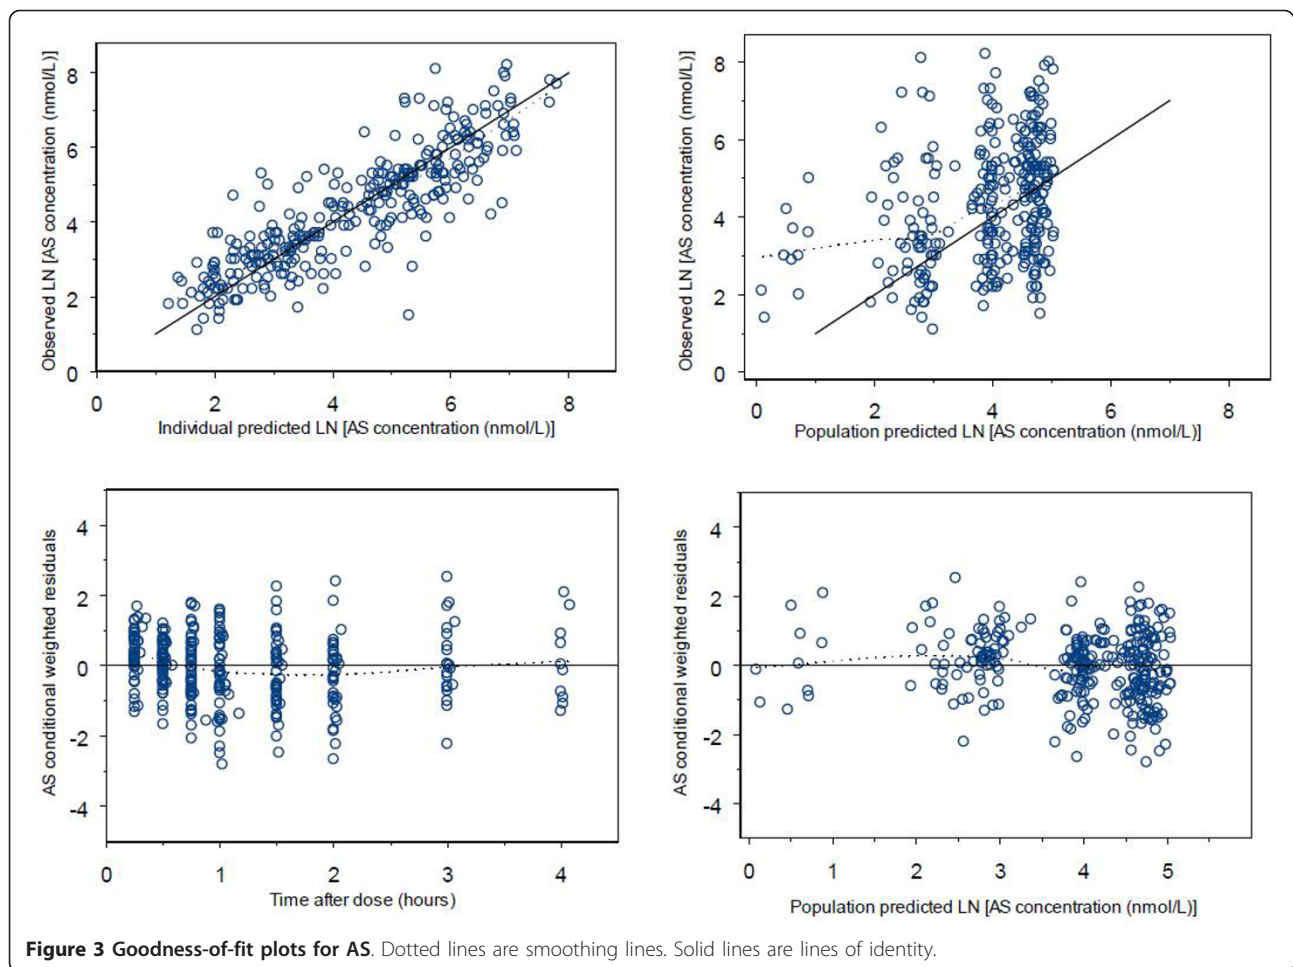 Observed LN [AS concentration (nmol/L)]
8
6
4
2
0
0 2 4 6 8
Individual predicted LN [AS concentration (nmol/L)]
Observed LN [AS concentration (nmol/L)]
8
6
4
2
0
0 2 4 6 8
Population predicted LN [AS concentration (nmol/L)]
AS conditional weighted residuals
4
2
0
-2
-4
0 1 2 3 4
Time after dose (hours)
AS conditional weighted residuals
4
2
0
-2
-4
0 1 2 3 4 5
Population predicted LN [AS concentration (nmol/L)]
Figure 3 Goodness-of-fit plots for AS. Dotted lines are smoothing lines. Solid lines are lines of identity.